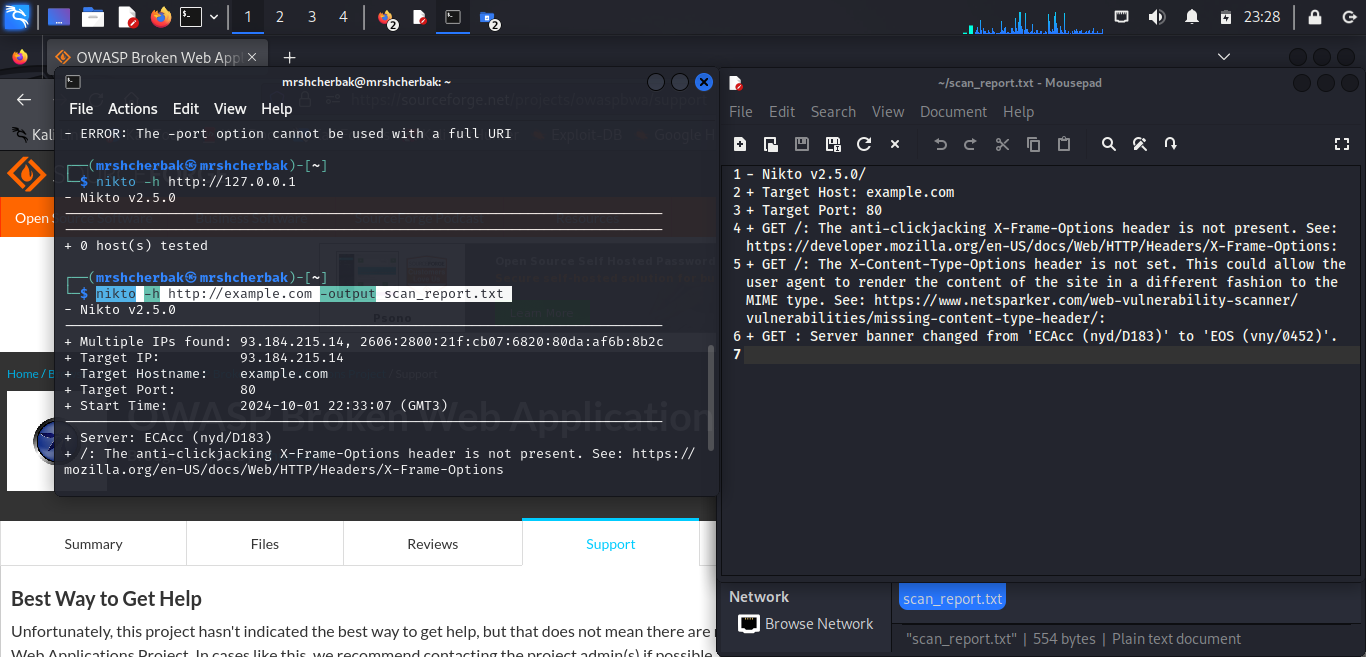 1 2 3 4 2 2 23:28
OWASP Broken Web Appl
mrshcherbak@mrshcherbak: ~
File Actions Edit View Help
- ERROR: The -port option cannot be used with a full URI
┌──(mrshcherbak㉿mrshcherbak)-[~]
└─$ nikto -h http://127.0.0.1
- Nikto v2.5.0
+ 0 host(s) tested
┌──(mrshcherbak㉿mrshcherbak)-[~]
└─$ nikto -h http://example.com -output scan_report.txt
- Nikto v2.5.0
+ Multiple IPs found: 93.184.215.14, 2606:2800:21f:cb07:6820:80da:af6b:8b2c
+ Target IP: 93.184.215.14
+ Target Hostname: example.com
+ Target Port: 80
+ Start Time: 2024-10-01 22:33:07 (GMT3)
+ Server: ECAcc (nyd/D183)
+ /: The anti-clickjacking X-Frame-Options header is not present. See: https://
mozilla.org/en-US/docs/Web/HTTP/Headers/X-Frame-Options
Kali
Exploit-DB
Google H
Open
Open Source Self Hosted Password
Psono
Learn More
Home / B
/ Support
OWASP Broken Web Application
Summary Files Reviews Support
Best Way to Get Help
Unfortunately, this project hasn't indicated the best way to get help, but that does not mean there are
Web Applications Project. In cases like this, we recommend contacting the project admin(s) if possible
~/scan_report.txt - Mousepad
File Edit Search View Document Help
1 - Nikto v2.5.0/
2 + Target Host: example.com
3 + Target Port: 80
4 + GET /: The anti-clickjacking X-Frame-Options header is not present. See:
https://developer.mozilla.org/en-US/docs/Web/HTTP/Headers/X-Frame-Options:
5 + GET /: The X-Content-Type-Options header is not set. This could allow the
user agent to render the content of the site in a different fashion to the
MIME type. See: https://www.netsparker.com/web-vulnerability-scanner/
vulnerabilities/missing-content-type-header/:
6 + GET : Server banner changed from 'ECAcc (nyd/D183)' to 'EOS (vny/0452)'.
7
Network
Browse Network
scan_report.txt
"scan_report.txt" | 554 bytes | Plain text document